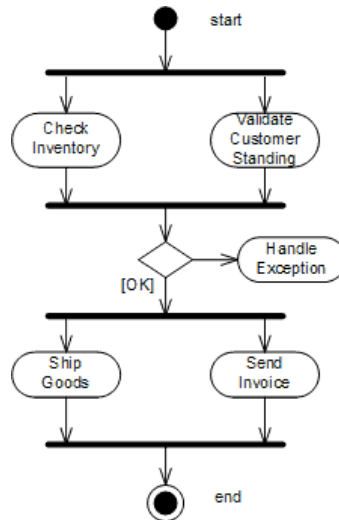 start
Check
Inventory
Validate
Customer
Standing
Handle
Exception
[OK]
Ship
Goods
Send
Invoice
end